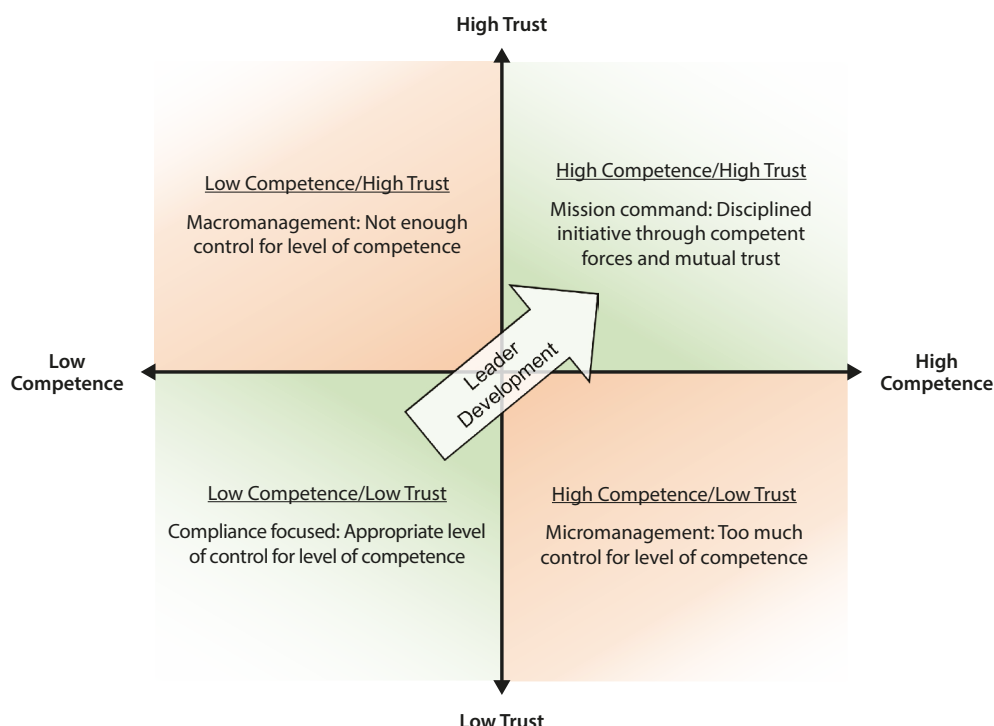 High Trust
Low Competence/High Trust
Macromanagement: Not enough
control for level of competence
High Competence/High Trust
Mission command: Disciplined
initiative through competent
forces and mutual trust
Leader
Development
Low
Competence
High
Competence
Low Competence/Low Trust
Compliance focused: Appropriate level
of control for level of competence
High Competence/Low Trust
Micromanagement: Too much
control for level of competence
Low Trust